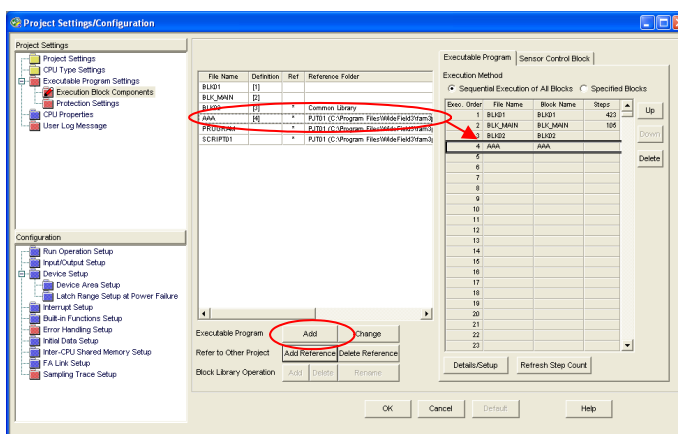 Project Settings/Configuration
Project Settings
Project Settings
CPU Type Settings
Executable Program Settings
Execution Block Components
Protection Settings
CPU Properties
User Log Message
Configuration
Run Operation Setup
Input/Output Setup
Device Setup
Device Area Setup
Latch Range Setup at Power Failure
Interrupt Setup
Built-in Functions Setup
Error Handling Setup
Initial Data Setup
Inter-CPU Shared Memory Setup
FA Link Setup
Sampling Trace Setup
File Name Definition Ref Reference Folder
BLK01 [1]
BLK_MAIN [2]
BLK02 [3] * Common Library
AAA [4] * PJT01 (C:\Program Files\WideField3\fam3pj
PROGRAM * PJT01 (C:\Program Files\WideField3\fam3pj
SCRIPT01 * PJT01 (C:\Program Files\WideField3\fam3pj
Executable Program Add Change
Refer to Other Project Add Reference Delete Reference
Block Library Operation Add Delete Rename
Executable Program Sensor Control Block
Execution Method
Sequential Execution of All Blocks Specified Blocks
Exec. Order File Name Block Name Steps
1 BLK01 BLK01 423
2 BLK_MAIN BLK_MAIN 106
3 BLK02 BLK02
4 AAA AAA
5
6
7
8
9
10
11
12
13
14
15
16
17
18
19
20
21
22
23
Up
Down
Delete
Details/Setup Refresh Step Count
OK Cancel Default Help